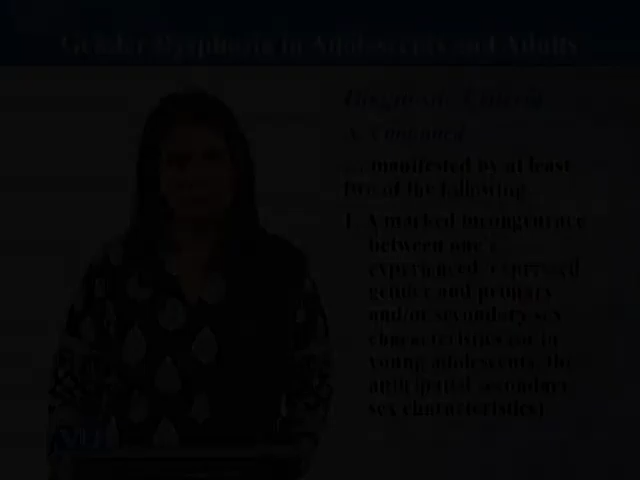 Gender Dysphoria in Adolescents and Adults
Diagnostic Criteria
manifested by at least
two of the following
1. A marked incongruence
between one's
experienced/expressed
gender and primary
and/or secondary sex
characteristics (or in
young adolescents, the
anticipated secondary
sex characteristics)